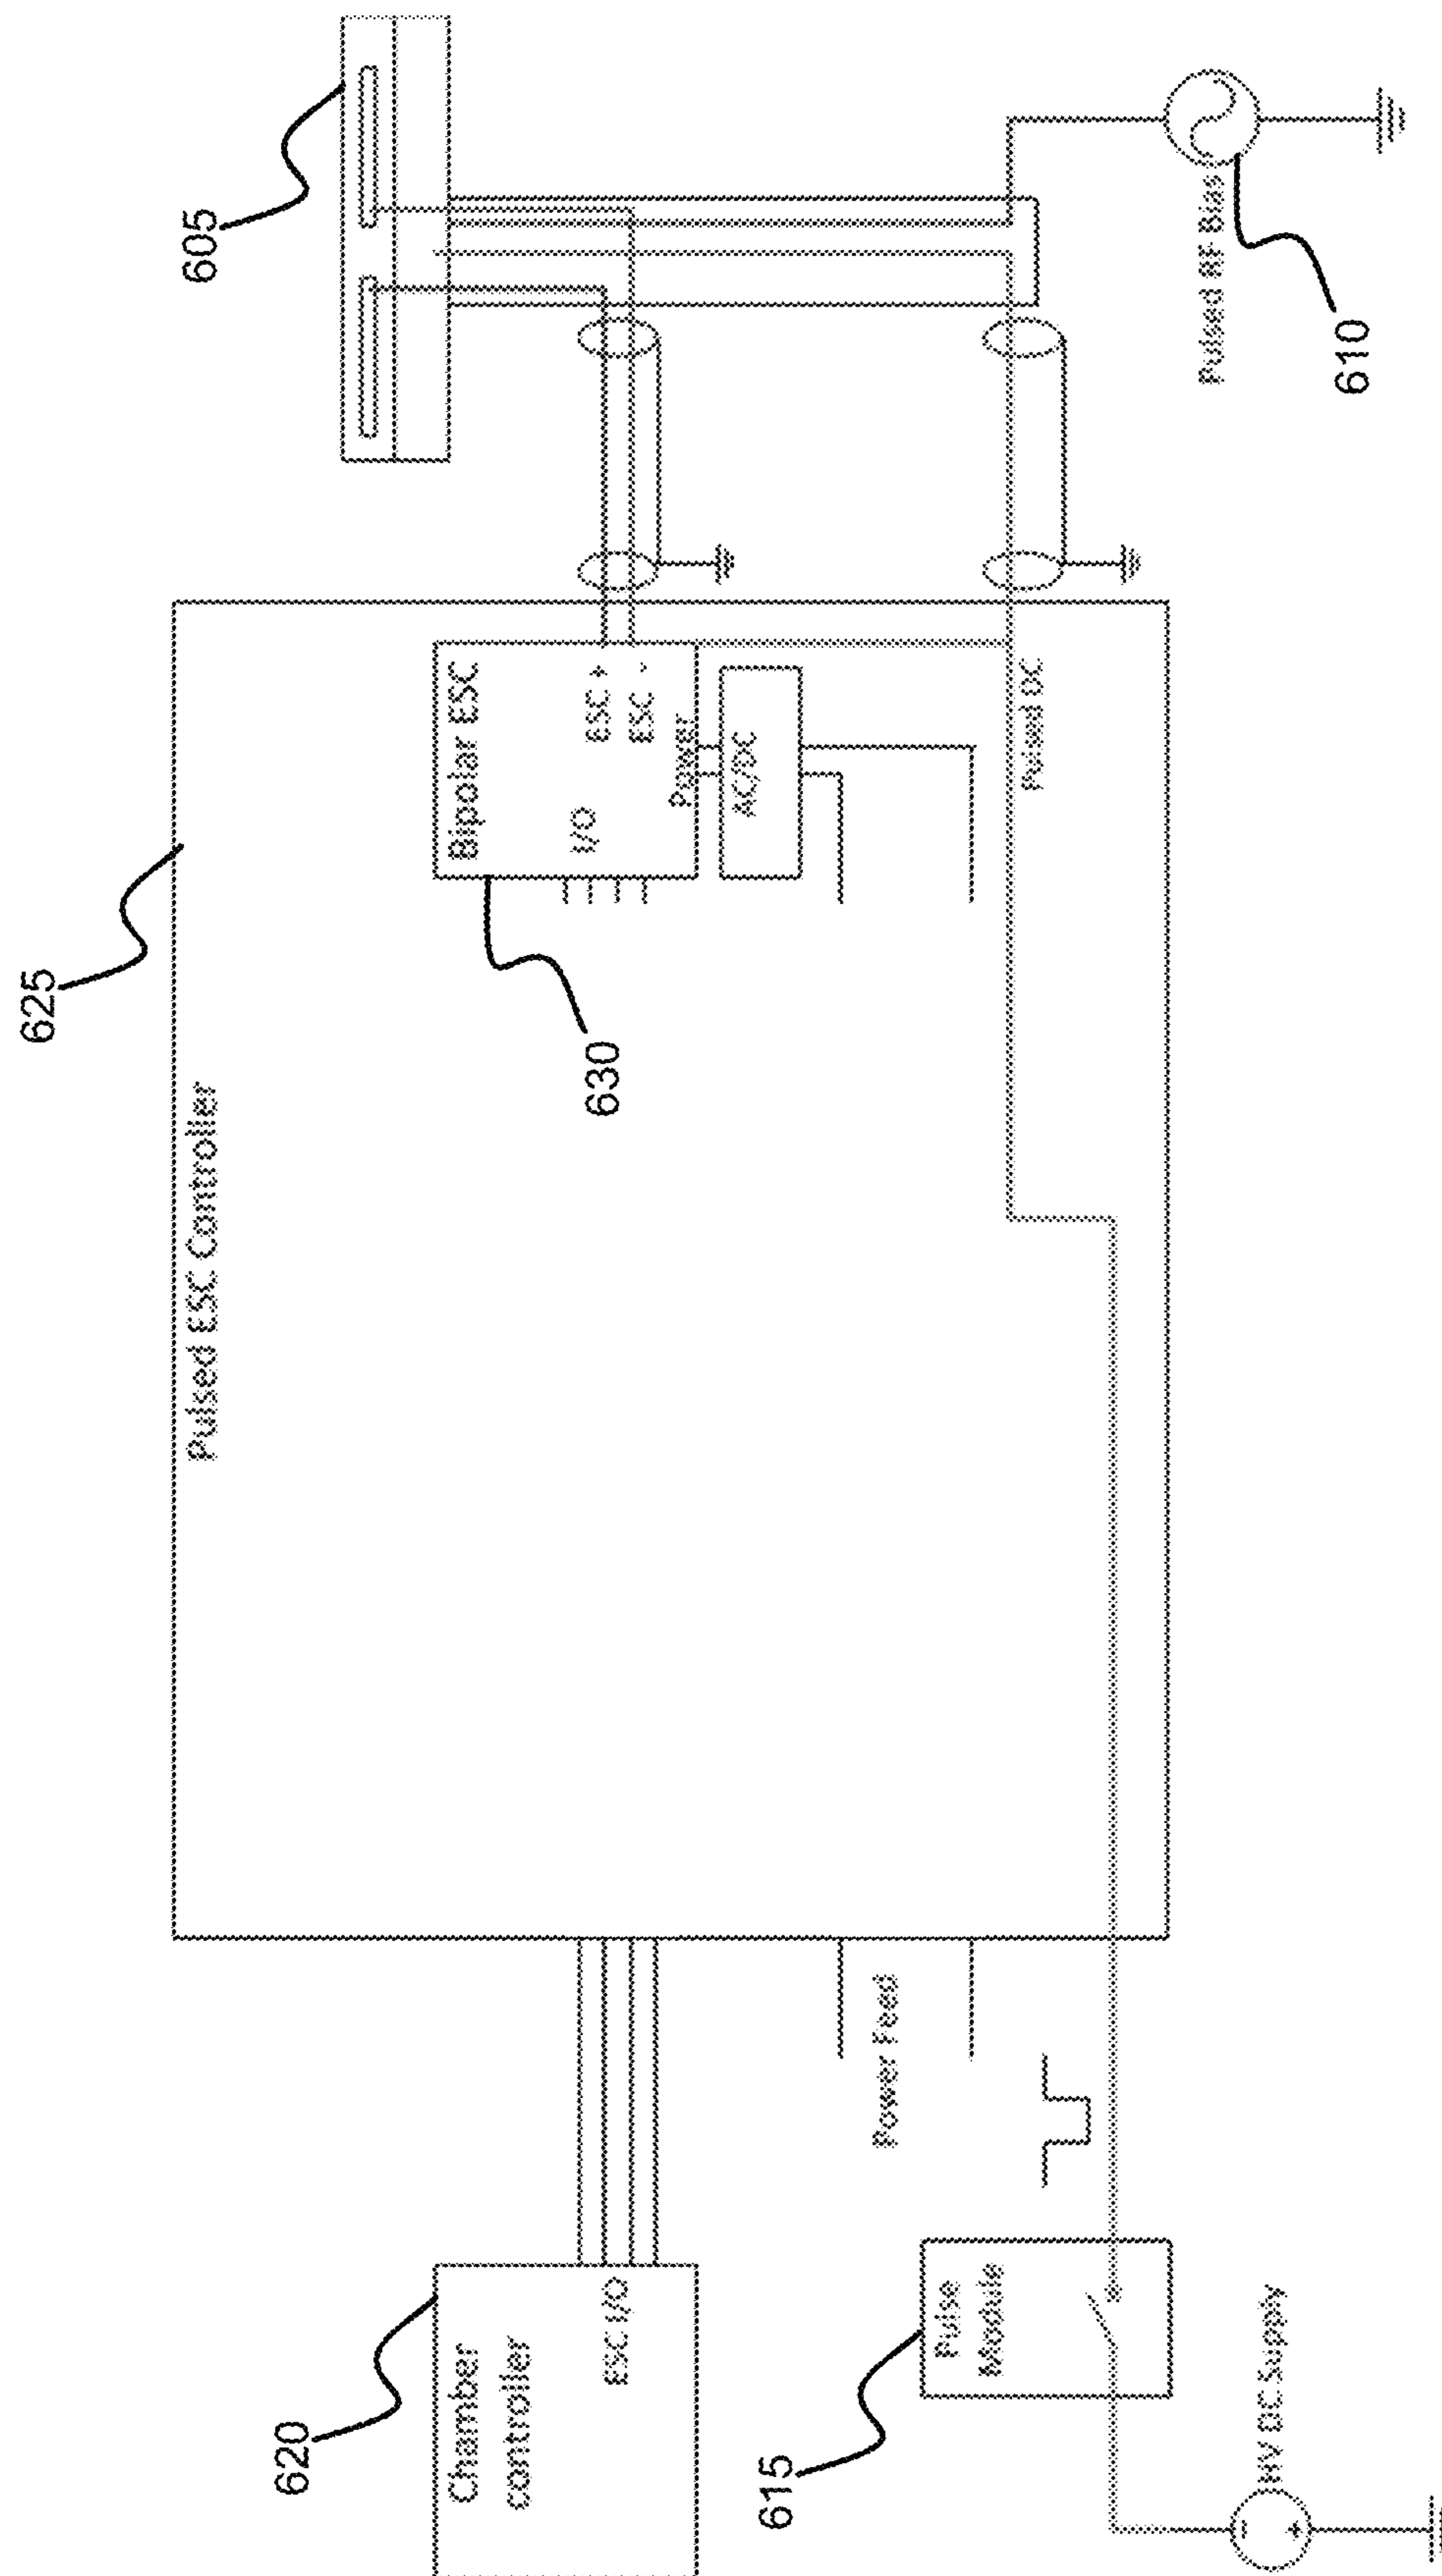 625
Pulsed ESC Controller
605
620
Chamber
controller
ESC I/O
Bipolar ESC
I/O
ESC +
ESC -
Power
AC/DC
630
Power Feed
615
Pulse
Module
Pulsed DC
Pulsed RF Bias
610
HV DC Supply
-
+